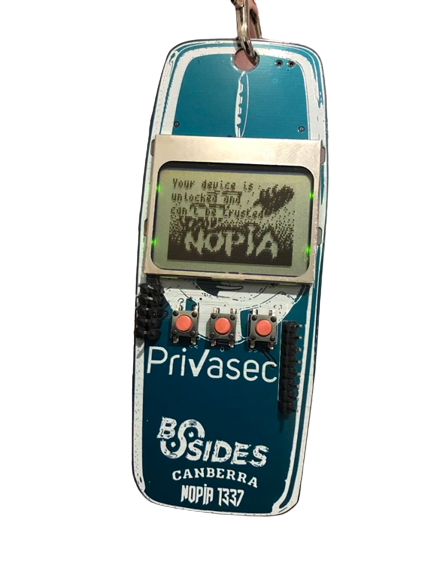 Your device is
unlocked and
can't be trusted
NOPIA
PriVasec
BSIDES
CANBERRA
NOPIA 1337